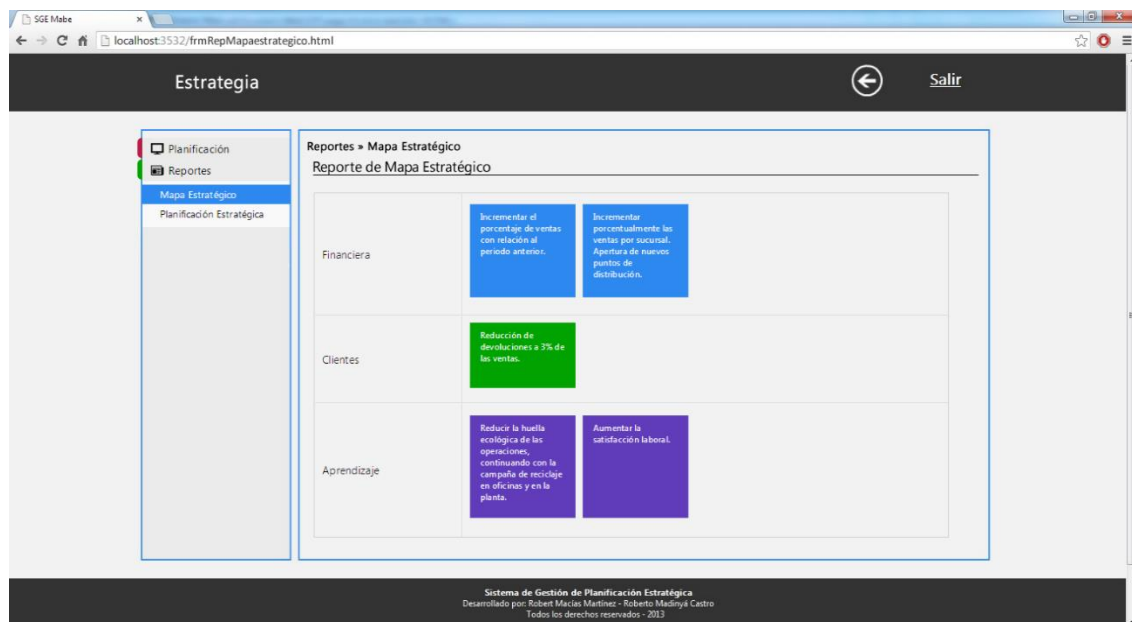 SGE Mabe
localhost:3532/frmRepMapaestrategico.html
Estrategia
Salir
Planificación
Reportes
Mapa Estratégico
Planificación Estratégica
Reportes » Mapa Estratégico
Reporte de Mapa Estratégico
Financiera
Incrementar el
porcentaje de ventas
con relación al
periodo anterior.
Incrementar
porcentualmente las
ventas por sucursal.
Apertura de nuevos
puntos de
distribución.
Clientes
Reducción de
devoluciones a 3% de
las ventas.
Aprendizaje
Reducir la huella
ecológica de las
operaciones,
continuando con la
campaña de reciclaje
en oficinas y en la
planta.
Aumentar la
satisfacción laboral.
Sistema de Gestión de Planificación Estratégica
Desarrollado por: Robert Macías Martínez - Roberto Madinyá Castro
Todos los derechos reservados - 2013